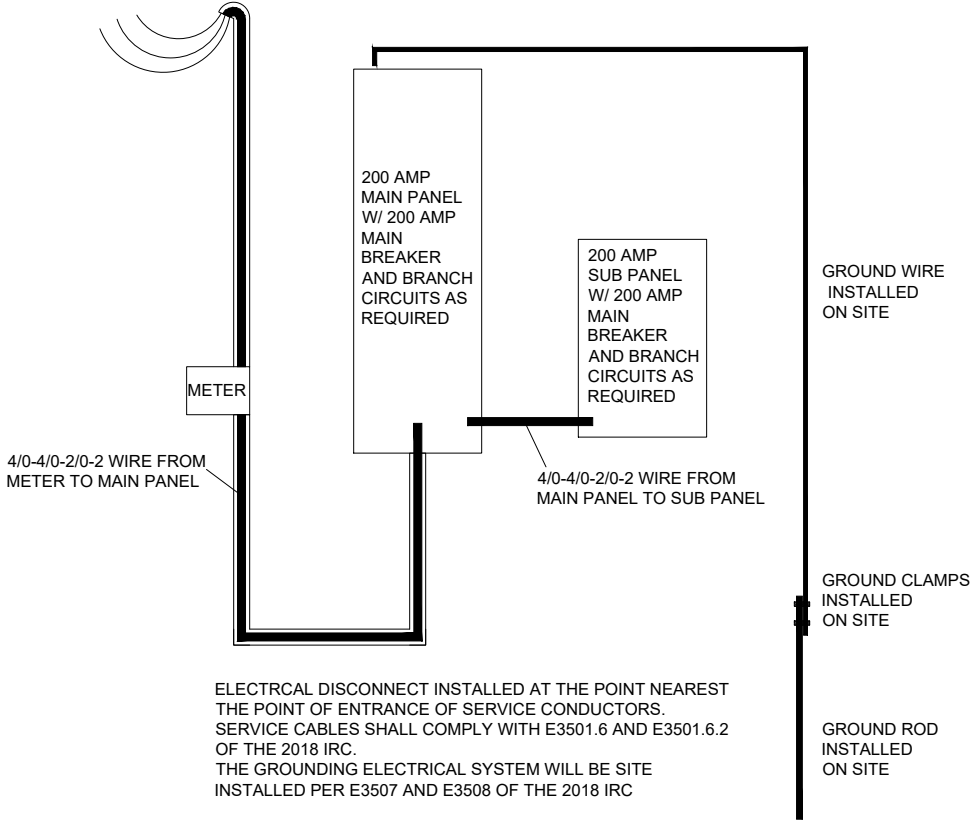 200 AMP
MAIN PANEL
W/ 200 AMP
MAIN
BREAKER
AND BRANCH
CIRCUITS AS
REQUIRED
200 AMP
SUB PANEL
W/ 200 AMP
MAIN
BREAKER
AND BRANCH
CIRCUITS AS
REQUIRED
GROUND WIRE
INSTALLED
ON SITE
METER
4/0-4/0-2/0-2 WIRE FROM
METER TO MAIN PANEL
4/0-4/0-2/0-2 WIRE FROM
MAIN PANEL TO SUB PANEL
GROUND CLAMPS
INSTALLED
ON SITE
ELECTRCAL DISCONNECT INSTALLED AT THE POINT NEAREST
THE POINT OF ENTRANCE OF SERVICE CONDUCTORS.
SERVICE CABLES SHALL COMPLY WITH E3501.6 AND E3501.6.2
OF THE 2018 IRC.
THE GROUNDING ELECTRICAL SYSTEM WILL BE SITE
INSTALLED PER E3507 AND E3508 OF THE 2018 IRC
GROUND ROD
INSTALLED
ON SITE